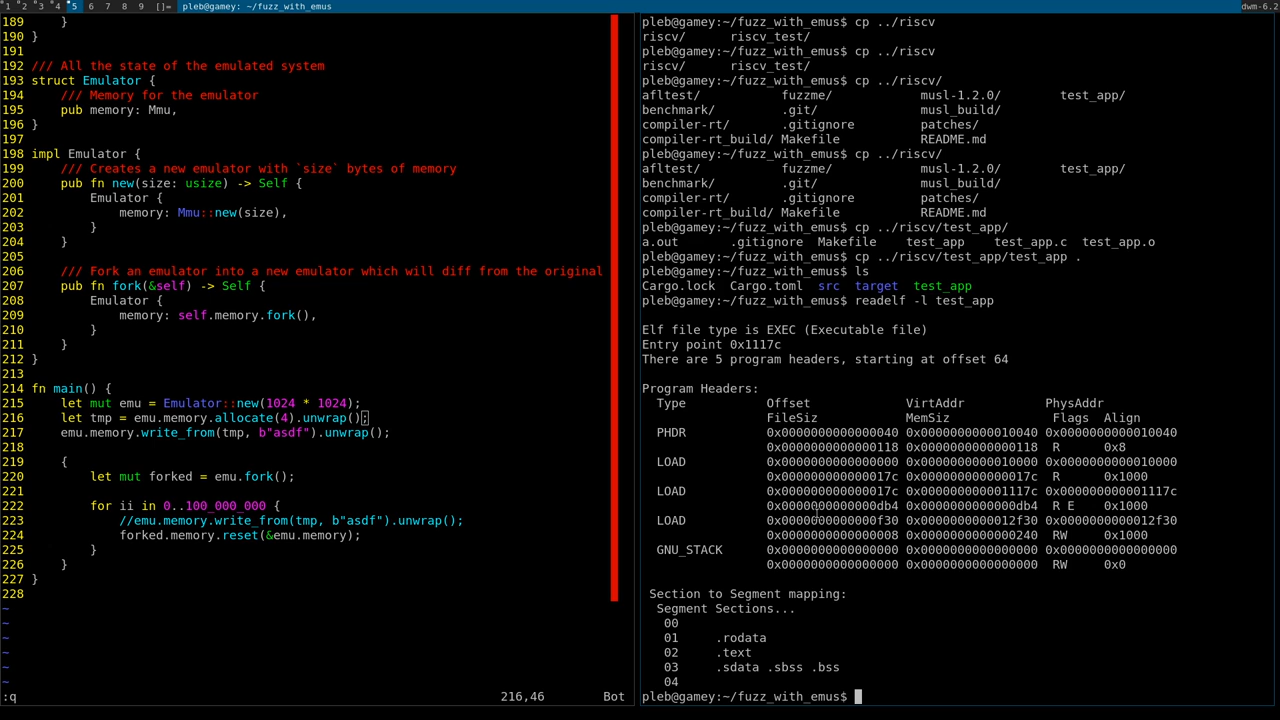 1 2 3 4 5 6 7 8 9 []= pleb@gamey: ~/fuzz_with_emus dwm-6.2
189     }
190 }
191
192 /// All the state of the emulated system
193 struct Emulator {
194     /// Memory for the emulator
195     pub memory: Mmu,
196 }
197
198 impl Emulator {
199     /// Creates a new emulator with `size` bytes of memory
200     pub fn new(size: usize) -> Self {
201         Emulator {
202             memory: Mmu::new(size),
203         }
204     }
205
206     /// Fork an emulator into a new emulator which will diff from the original
207     pub fn fork(&self) -> Self {
208         Emulator {
209             memory: self.memory.fork(),
210         }
211     }
212 }
213
214 fn main() {
215     let mut emu = Emulator::new(1024 * 1024);
216     let tmp = emu.memory.allocate(4).unwrap();
217     emu.memory.write_from(tmp, b"asdf").unwrap();
218
219     {
220         let mut forked = emu.fork();
221
222         for ii in 0..100_000_000 {
223             //emu.memory.write_from(tmp, b"asdf").unwrap();
224             forked.memory.reset(&emu.memory);
225         }
226     }
227 }
228
~
~
~
~
~
~
:q 216,46 Bot
pleb@gamey:~/fuzz_with_emus$ cp ../riscv
riscv/      riscv_test/
pleb@gamey:~/fuzz_with_emus$ cp ../riscv
riscv/      riscv_test/
pleb@gamey:~/fuzz_with_emus$ cp ../riscv/
afltest/           fuzzme/            musl-1.2.0/        test_app/
benchmark/         .git/              musl_build/
compiler-rt/       .gitignore         patches/
compiler-rt_build/ Makefile           README.md
pleb@gamey:~/fuzz_with_emus$ cp ../riscv/
afltest/           fuzzme/            musl-1.2.0/        test_app/
benchmark/         .git/              musl_build/
compiler-rt/       .gitignore         patches/
compiler-rt_build/ Makefile           README.md
pleb@gamey:~/fuzz_with_emus$ cp ../riscv/test_app/
a.out       .gitignore  Makefile    test_app    test_app.c  test_app.o
pleb@gamey:~/fuzz_with_emus$ cp ../riscv/test_app/test_app .
pleb@gamey:~/fuzz_with_emus$ ls
Cargo.lock  Cargo.toml  src  target  test_app
pleb@gamey:~/fuzz_with_emus$ readelf -l test_app
Elf file type is EXEC (Executable file)
Entry point 0x1117c
There are 5 program headers, starting at offset 64
Program Headers:
  Type           Offset             VirtAddr           PhysAddr
                 FileSiz            MemSiz              Flags  Align
  PHDR           0x0000000000000040 0x0000000000010040 0x0000000000010040
                 0x0000000000000118 0x0000000000000118  R      0x8
  LOAD           0x0000000000000000 0x0000000000010000 0x0000000000010000
                 0x000000000000017c 0x000000000000017c  R      0x1000
  LOAD           0x000000000000017c 0x000000000001117c 0x000000000001117c
                 0x0000000000000db4 0x0000000000000db4  R E    0x1000
  LOAD           0x0000000000000f30 0x0000000000012f30 0x0000000000012f30
                 0x0000000000000008 0x0000000000000240  RW     0x1000
  GNU_STACK      0x0000000000000000 0x0000000000000000 0x0000000000000000
                 0x0000000000000000 0x0000000000000000  RW     0x0
 Section to Segment mapping:
  Segment Sections...
   00
   01     .rodata
   02     .text
   03     .sdata .sbss .bss
   04
pleb@gamey:~/fuzz_with_emus$